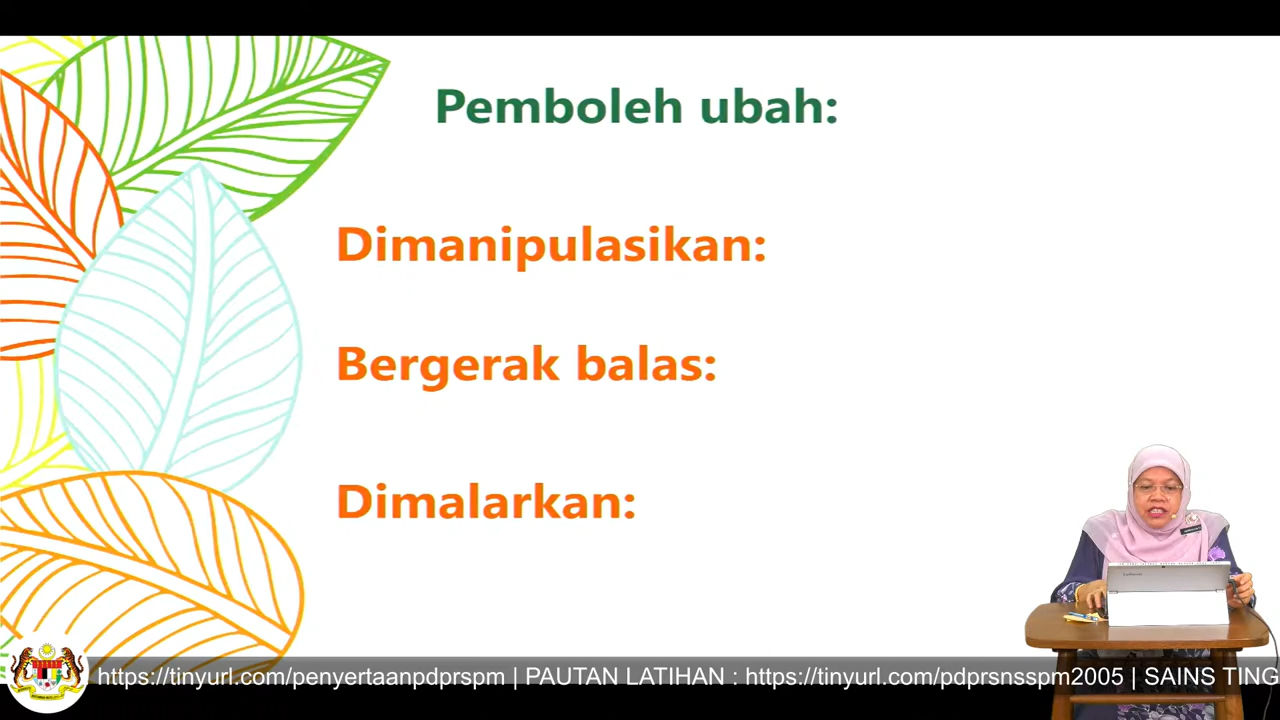 Pemboleh ubah:
Dimanipulasikan:
Bergerak balas:
Dimalarkan:
https://tinyurl.com/penyertaanpdprspm | PAUTAN LATIHAN : https://tinyurl.com/pdprsnsspm2005 | SAINS TING